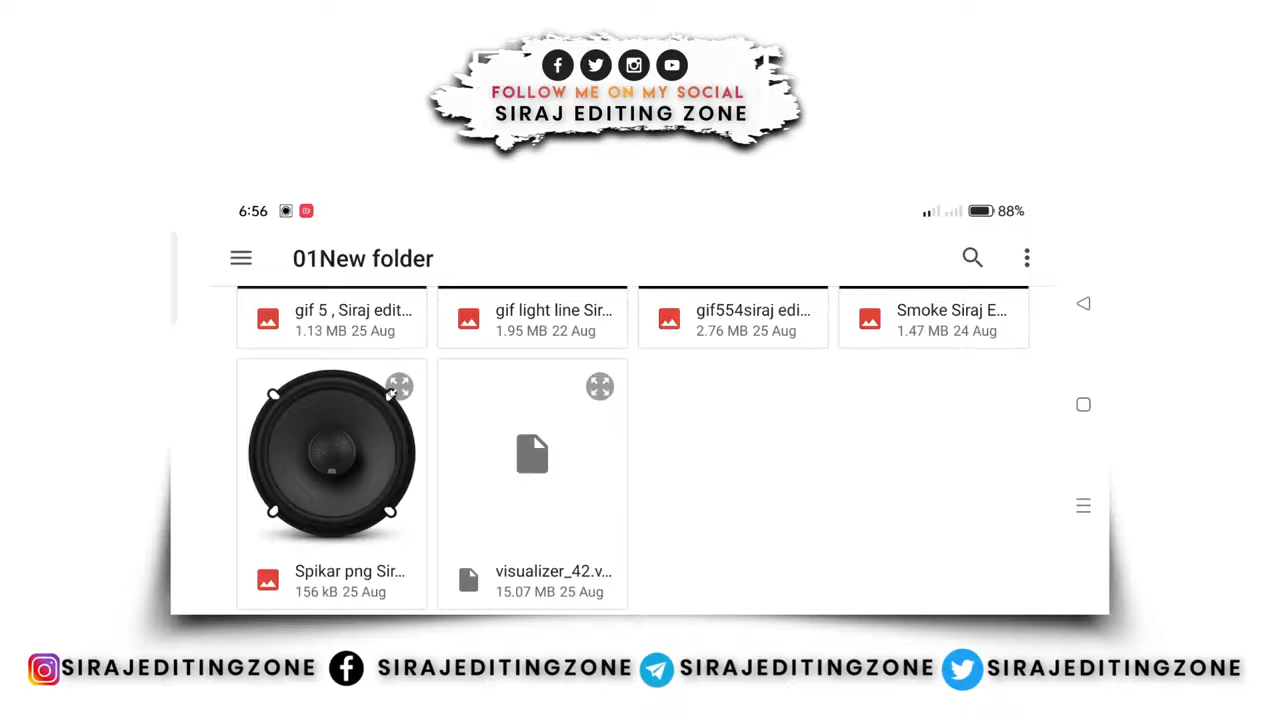 FOLLOW ME ON MY SOCIAL
SIRAJ EDITING ZONE
6:56
88%
01New folder
gif 5 , Siraj edit...
1.13 MB 25 Aug
gif light line Sir...
1.95 MB 22 Aug
gif554siraj edi...
2.76 MB 25 Aug
Smoke Siraj E...
1.47 MB 24 Aug
Spikar png Sir...
156 kB 25 Aug
visualizer_42.v...
15.07 MB 25 Aug
SIRAJEDITINGZONE SIRAJEDITINGZONE SIRAJEDITINGZONE SIRAJEDITINGZONE